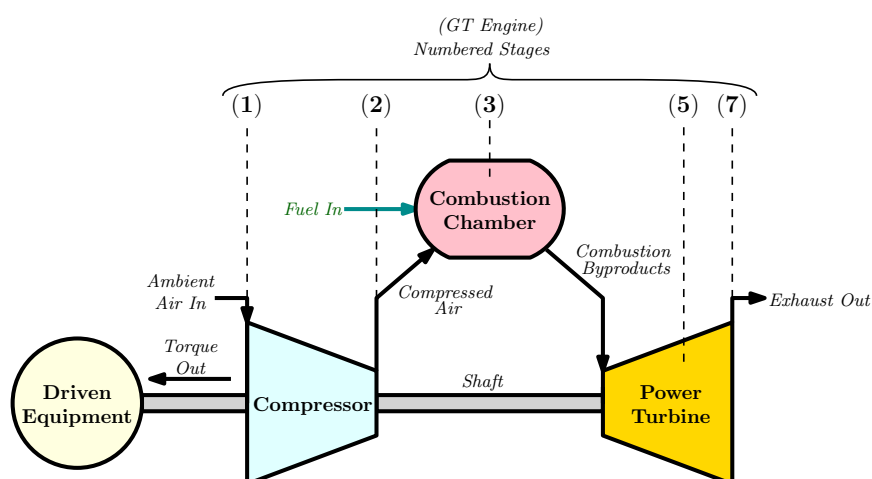 (GT Engine)
Numbered Stages
(1)
(2)
(3)
(5)
(7)
Combustion
Chamber
Fuel In
Combustion
Byproducts
Ambient
Air In
Compressed
Air
Exhaust Out
Torque
Out
Shaft
Driven
Equipment
Compressor
Power
Turbine